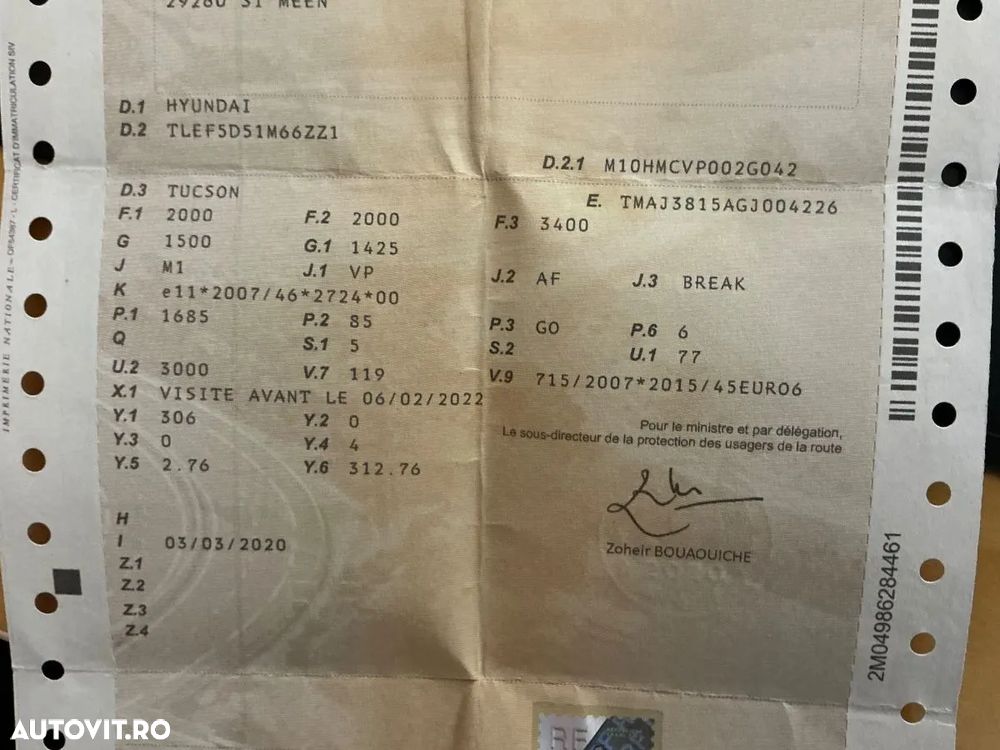 29280 ST MEEN
D.1 HYUNDAI
D.2 TLEF5D51M66ZZ1
D.2.1 M10HMCVP002G042
D.3 TUCSON
E. TMAJ3815AGJ004226
F.1 2000 F.2 2000 F.3 3400
G 1500 G.1 1425
J M1 J.1 VP J.2 AF J.3 BREAK
K e11*2007/46*2724*00
P.1 1685 P.2 85 P.3 GO P.6 6
Q S.1 5 S.2 U.1 77
U.2 3000 V.7 119 V.9 715/2007*2015/45EURO6
X.1 VISITE AVANT LE 06/02/2022
Y.1 306 Y.2 0
Y.3 0 Y.4 4
Y.5 2.76 Y.6 312.76
Pour le ministre et par délégation,
Le sous-directeur de la protection des usagers de la route
Zoheir BOUAOUICHE
H
I 03/03/2020
Z.1
Z.2
Z.3
Z.4
2M04986284461
RF
AUTOVIT.RO